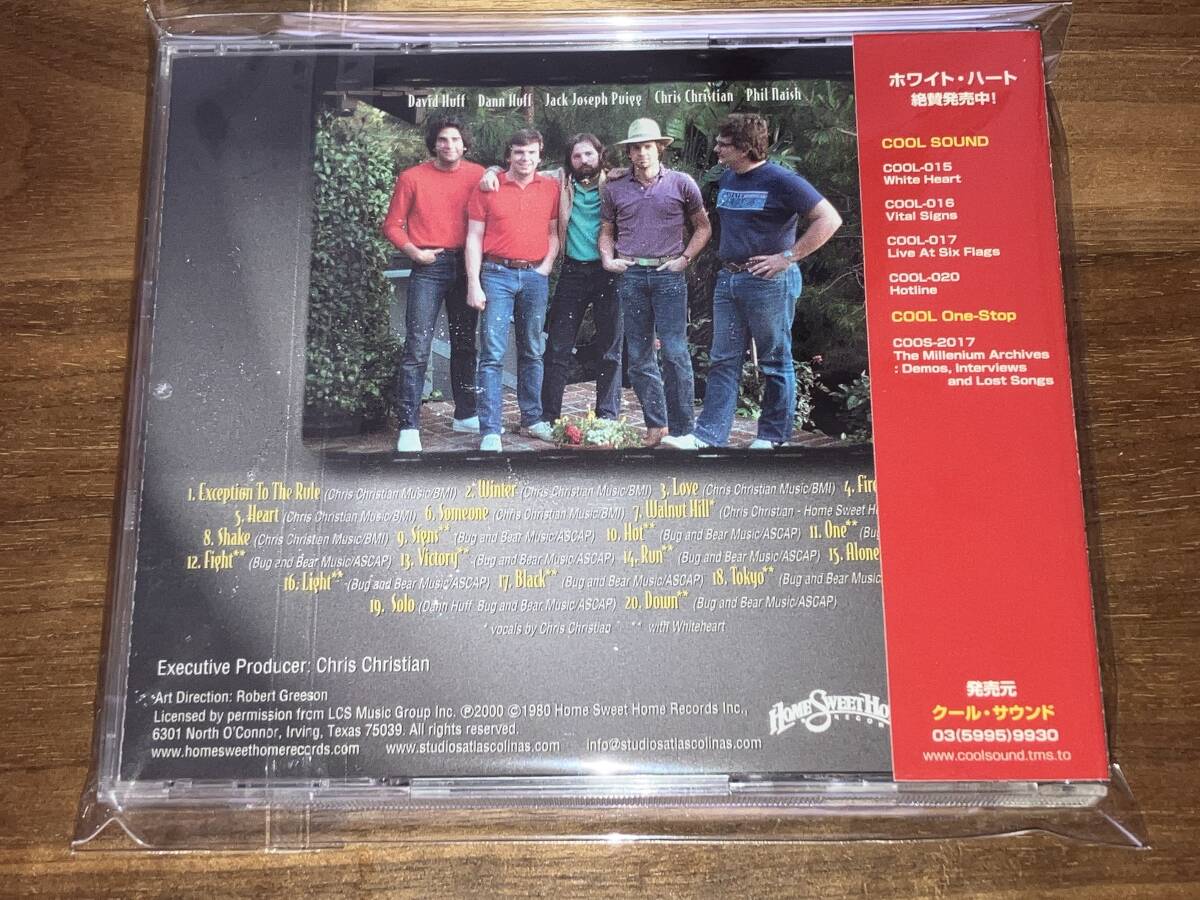 David Huff Dann Huff Jack Joseph Puigg Chris Christian Phil Naish
1. Exception To The Rule (Chris Christian Music/BMI) 2. Winter (Chris Christian Music/BMI) 3. Love (Chris Christian Music/BMI) 4. Fire
5. Heart (Chris Christian Music/BMI) 6. Someone (Chris Christian Music/BMI) 7. Walnut Hill* (Chris Christian - Home Sweet H
8. Shake (Chris Christian Music/BMI) 9. Signs** (Bug and Bear Music/ASCAP) 10. Hot** (Bug and Bear Music/ASCAP) 11. One** (Bug
12. Fight** (Bug and Bear Music/ASCAP) 13. Victory** (Bug and Bear Music/ASCAP) 14. Run** (Bug and Bear Music/ASCAP) 15. Alone
16. Light** (Bug and Bear Music/ASCAP) 17. Black** (Bug and Bear Music/ASCAP) 18. Tokyo** (Bug and Bear Music
19. Solo (Dann Huff Bug and Bear Music/ASCAP) 20. Down** (Bug and Bear Music/ASCAP)
* vocals by Chris Christian ** with Whiteheart
Executive Producer: Chris Christian
Art Direction: Robert Greeson
Licensed by permission from LCS Music Group Inc. ℗2000 ©1980 Home Sweet Home Records Inc.,
6301 North O'Connor, Irving, Texas 75039. All rights reserved.
www.homesweethomerecords.com www.studiosatlascolinas.com info@studiosatlascolinas.com
HOME SWEET HO
RECOR
ホワイト・ハート
絶賛発売中!
COOL SOUND
COOL-015
White Heart
COOL-016
Vital Signs
COOL-017
Live At Six Flags
COOL-020
Hotline
COOL One-Stop
COOS-2017
The Millenium Archives
: Demos, Interviews
and Lost Songs
発売元
クール・サウンド
03(5995)9930
www.coolsound.tms.to